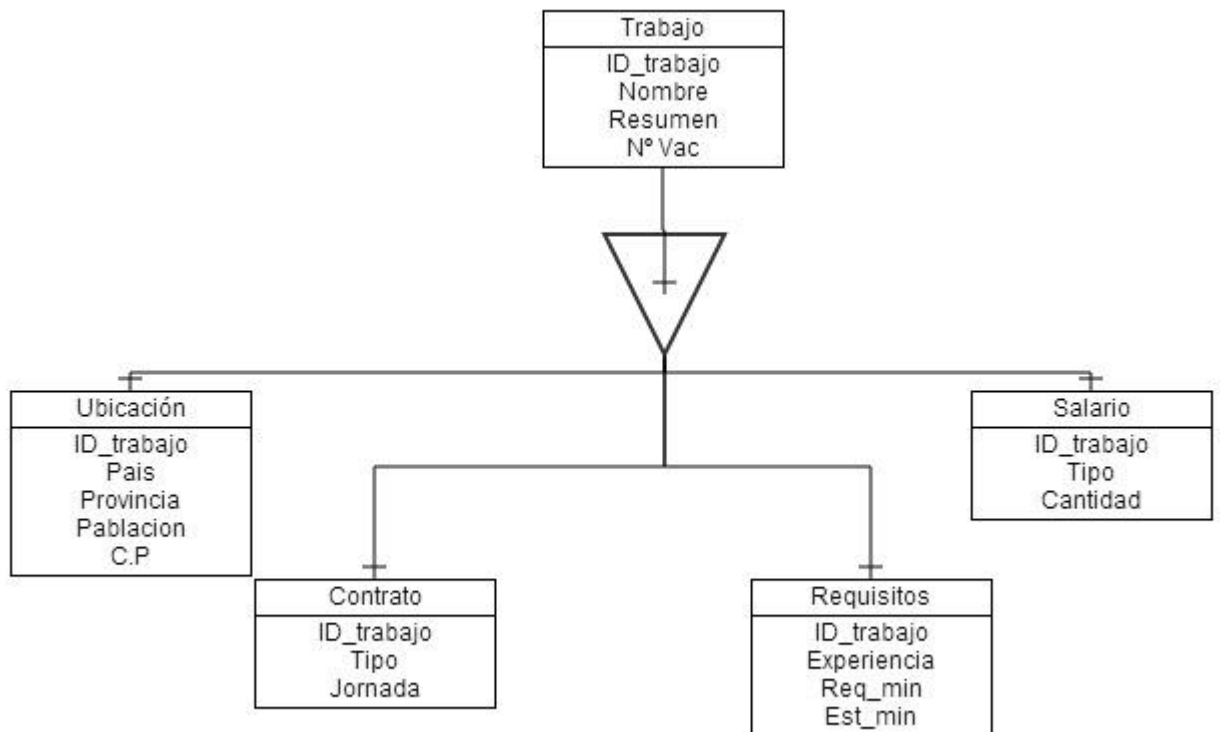 Trabajo
ID_trabajo
Nombre
Resumen
Nº Vac
Ubicación
ID_trabajo
Pais
Provincia
Pablacion
C.P
Salario
ID_trabajo
Tipo
Cantidad
Contrato
ID_trabajo
Tipo
Jornada
Requisitos
ID_trabajo
Experiencia
Req_min
Est_min